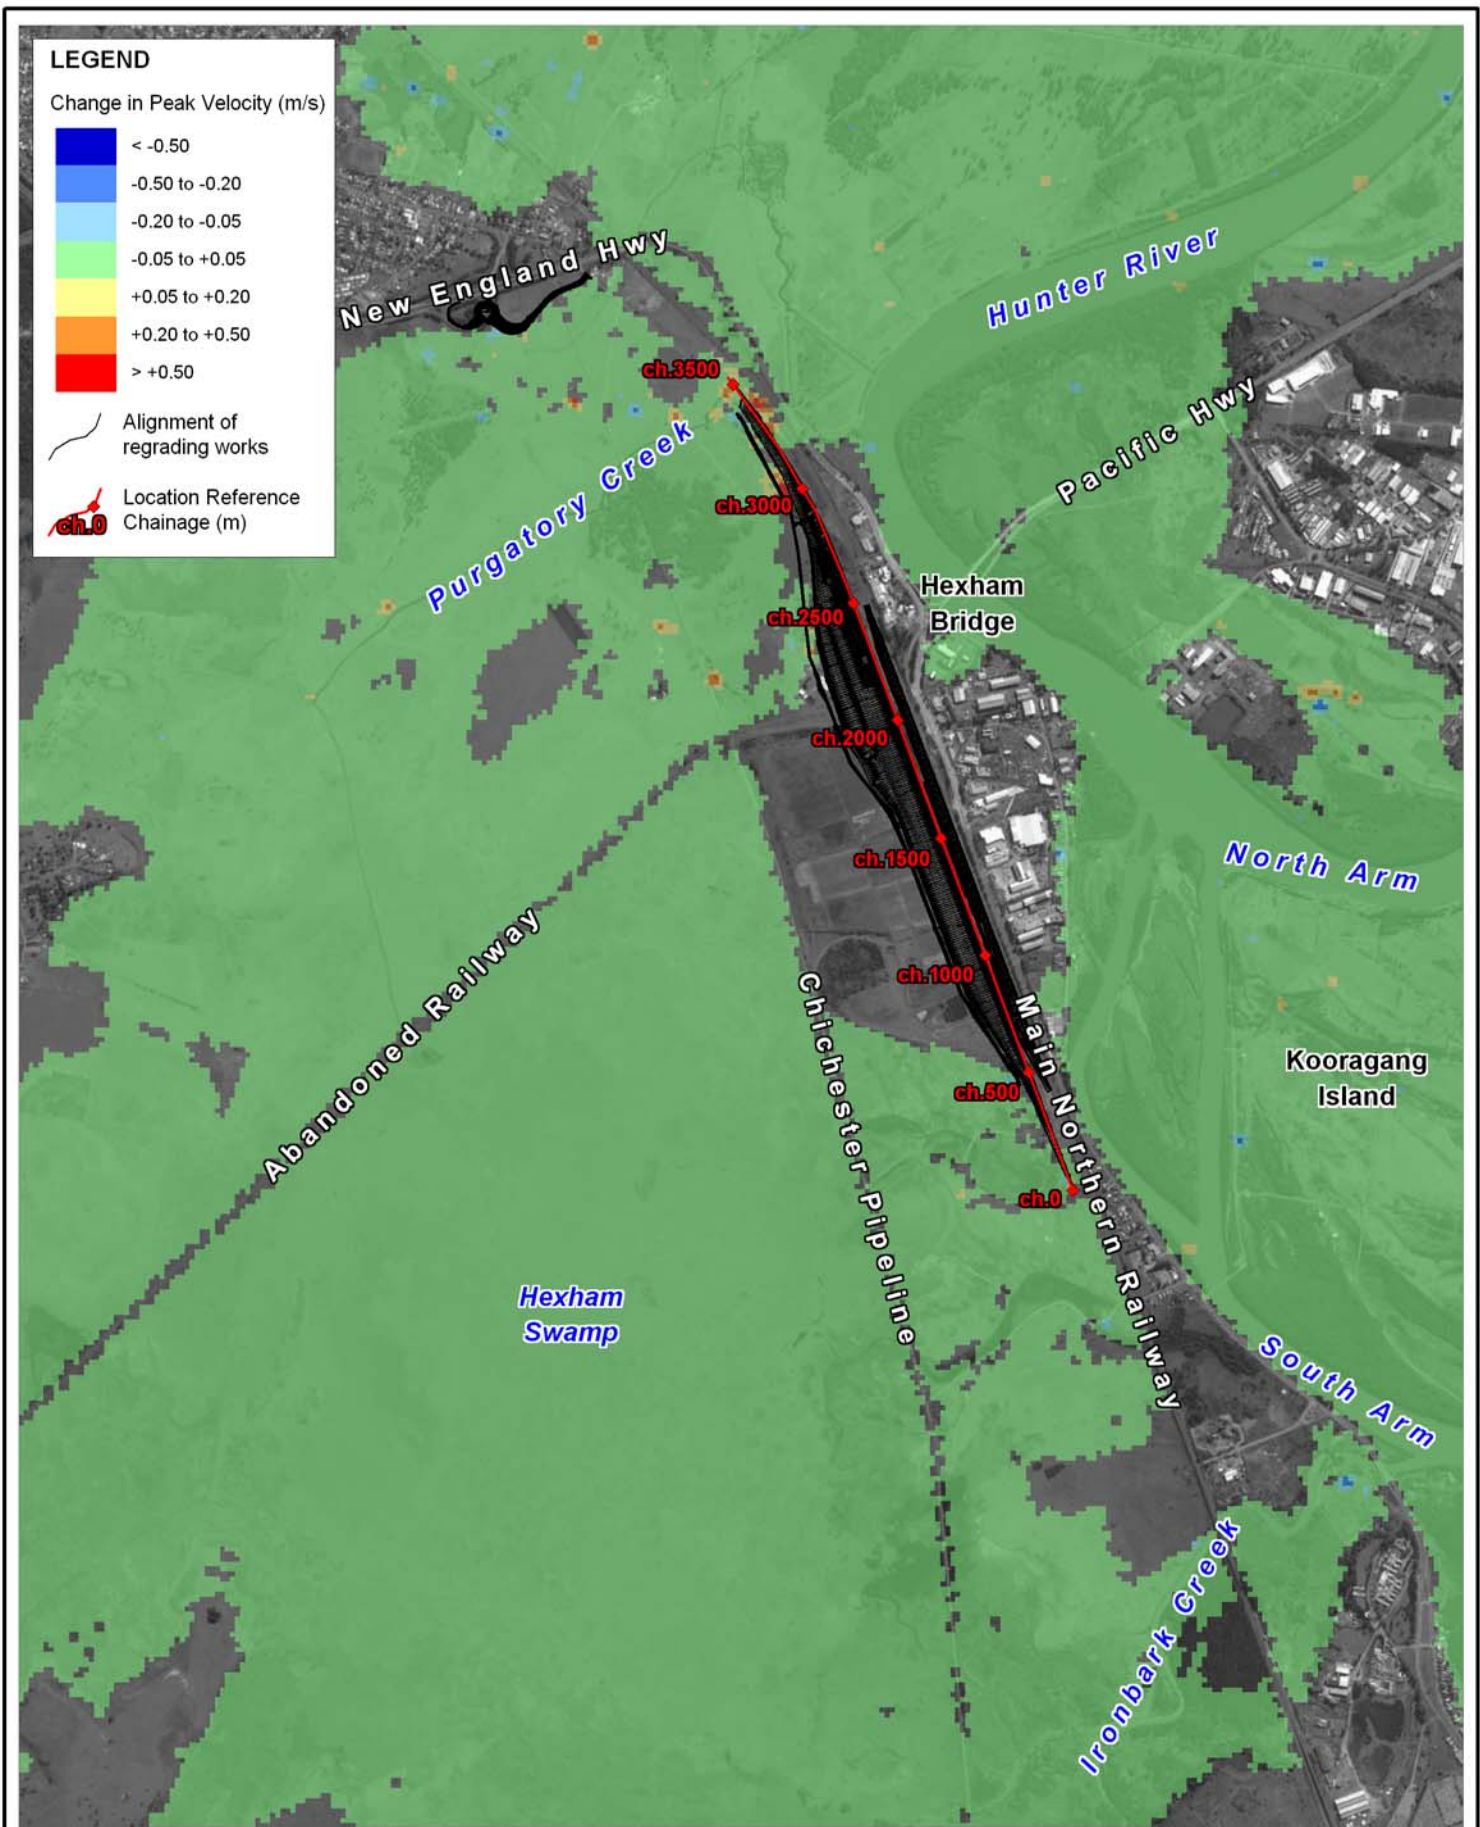 LEGEND
Change in Peak Velocity (m/s)
< -0.50
-0.50 to -0.20
-0.20 to -0.05
-0.05 to +0.05
+0.05 to +0.20
+0.20 to +0.50
> +0.50
Alignment of
regrading works
Location Reference
Chainage (m)
ch.0
New England Hwy
Hunter River
ch.3500
Pacific Hwy
Purgatory Creek
ch.3000
Hexham
Bridge
ch.2500
ch.2000
ch.1500
North Arm
Abandoned Railway
ch.1000
Chichester Pipeline
Main Northern Railway
Kooragang
Island
ch.500
ch.0
Hexham
Swamp
South Arm
Ironbark Creek